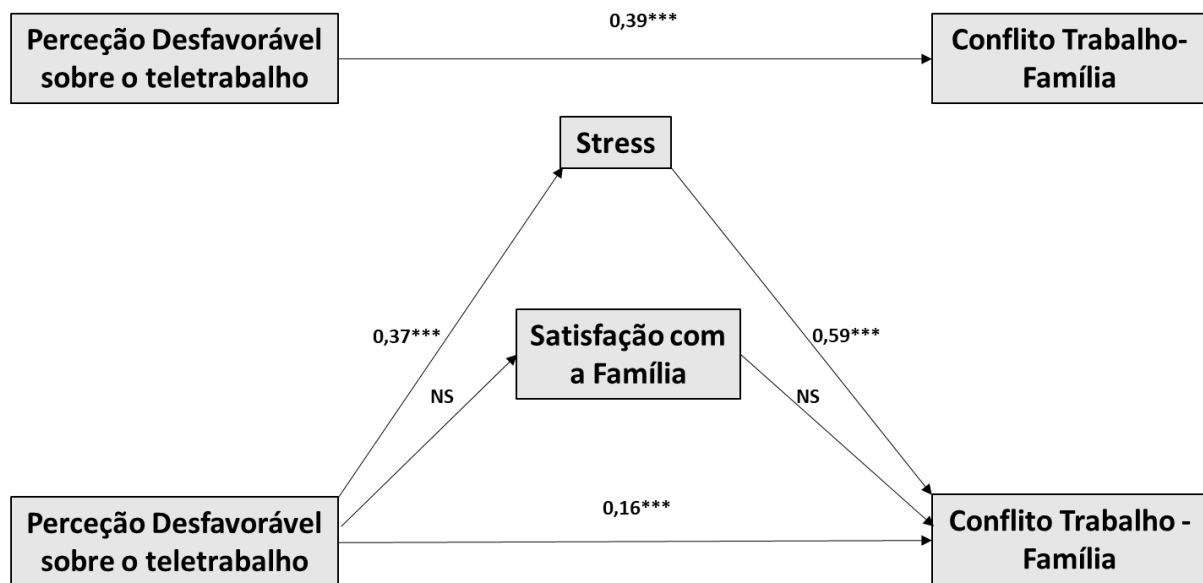 0,39***
Perceção Desfavorável
sobre o teletrabalho
Conflito Trabalho-
Família
Stress
0,37***
0,59***
Satisfação com
a Família
NS
NS
0,16***
Perceção Desfavorável
sobre o teletrabalho
Conflito Trabalho -
Família